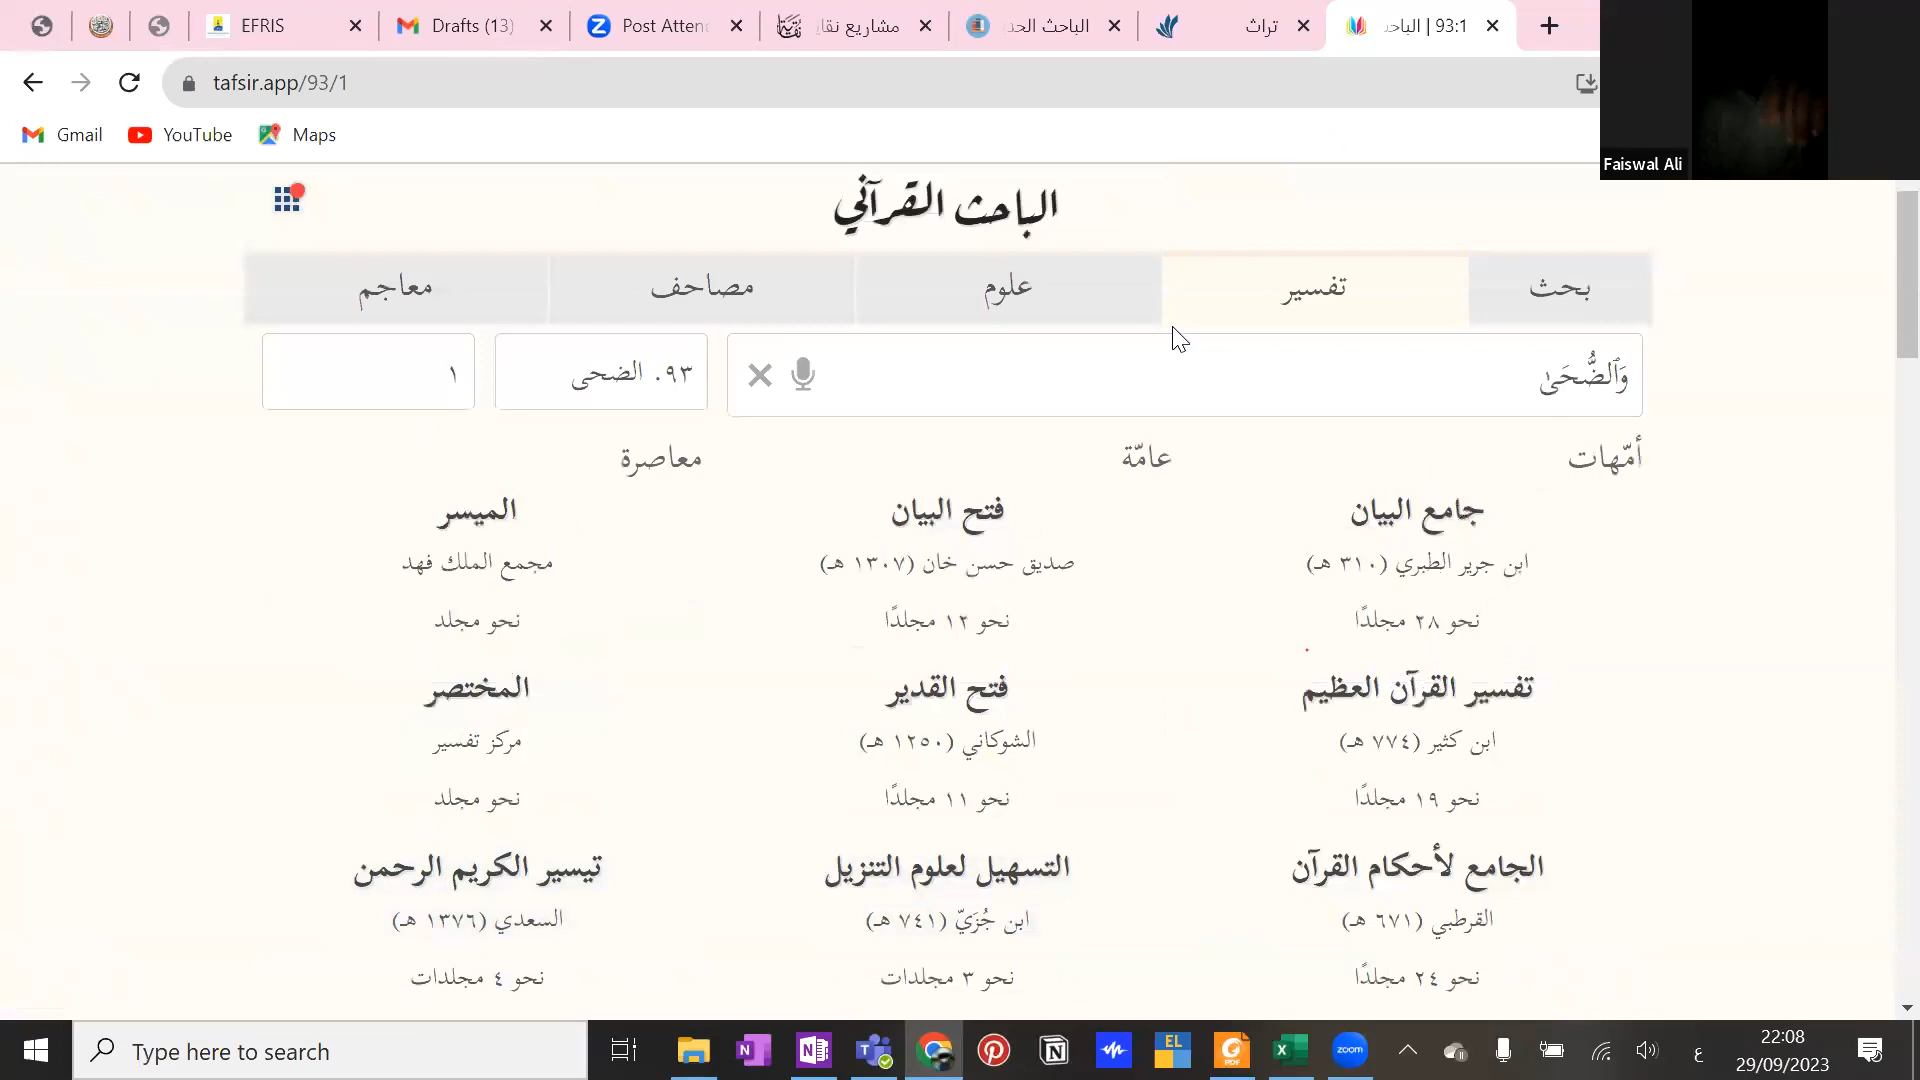 EFRIS
Drafts (13)
Post Atten
مشاريع نقاي
الباحث الحد
تراث
93:1 | الباحـ
tafsir.app/93/1
Gmail
YouTube
Maps
Faiswal Ali
الباحث القرآني
بحث
تفسير
علوم
مصاحف
معاجم
وَٱلضُّحَىٰ
٩٣. الضحى
١
أمّهات
عامّة
معاصرة
جامع البيان
فتح البيان
الميسر
ابن جرير الطبري (٣١٠ هـ)
صديق حسن خان (١٣٠٧ هـ)
مجمع الملك فهد
نحو ٢٨ مجلدًا
نحو ١٢ مجلدًا
نحو مجلد
تفسير القرآن العظيم
فتح القدير
المختصر
ابن كثير (٧٧٤ هـ)
الشوكاني (١٢٥٠ هـ)
مركز تفسير
نحو ١٩ مجلدًا
نحو ١١ مجلدًا
نحو مجلد
الجامع لأحكام القرآن
التسهيل لعلوم التنزيل
تيسير الكريم الرحمن
القرطبي (٦٧١ هـ)
ابن جُزَيّ (٧٤١ هـ)
السعدي (١٣٧٦ هـ)
نحو ٢٤ مجلدًا
نحو ٣ مجلدات
نحو ٤ مجلدات
Type here to search
EL
PDF
zoom
ع
22:08
29/09/2023